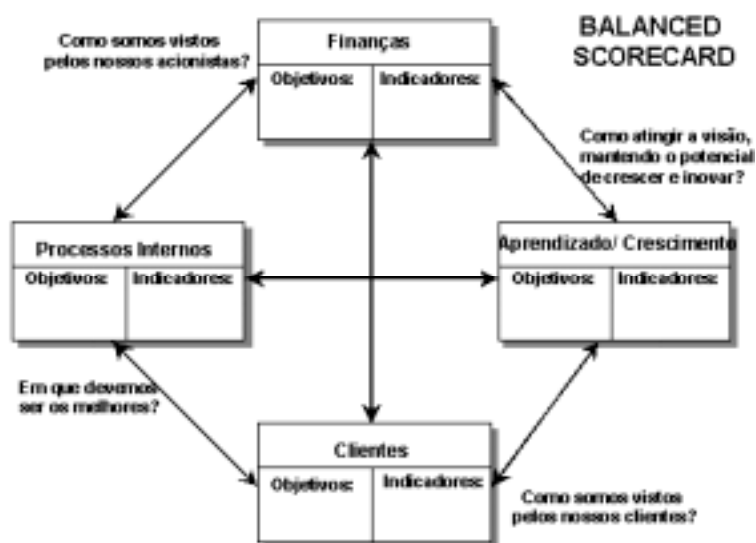 BALANCED
SCORECARD
Como somos vistos
pelos nossos acionistas?
Finanças
Objetivos:
Indicadores:
Como atingir a visão,
mantendo o potencial
de crescer e inovar?
Processos Internos
Objetivos:
Indicadores:
Aprendizado/ Crescimento
Objetivos:
Indicadores:
Em que devemos
ser os melhores?
Clientes
Objetivos:
Indicadores:
Como somos vistos
pelos nossos clientes?